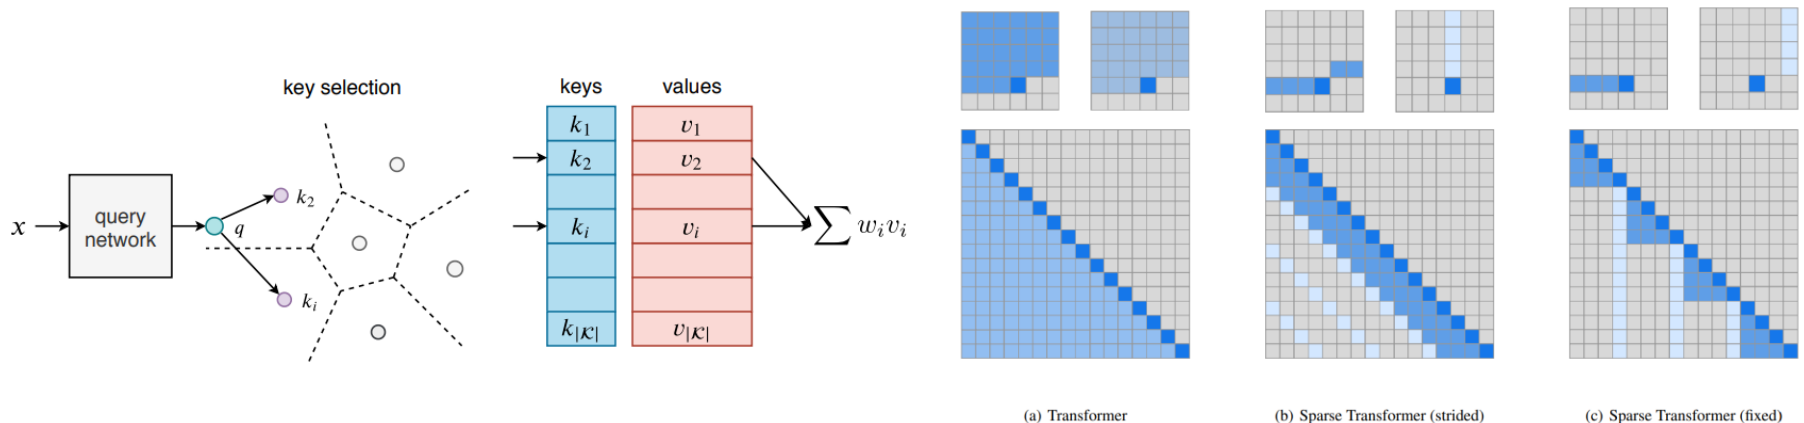 key selection
keys
values
x
query
network
q
k₂
kᵢ
k₁
k₂
kᵢ
k|𝒦|
v₁
v₂
vᵢ
v|𝒦|
∑ wᵢvᵢ
(a) Transformer
(b) Sparse Transformer (strided)
(c) Sparse Transformer (fixed)